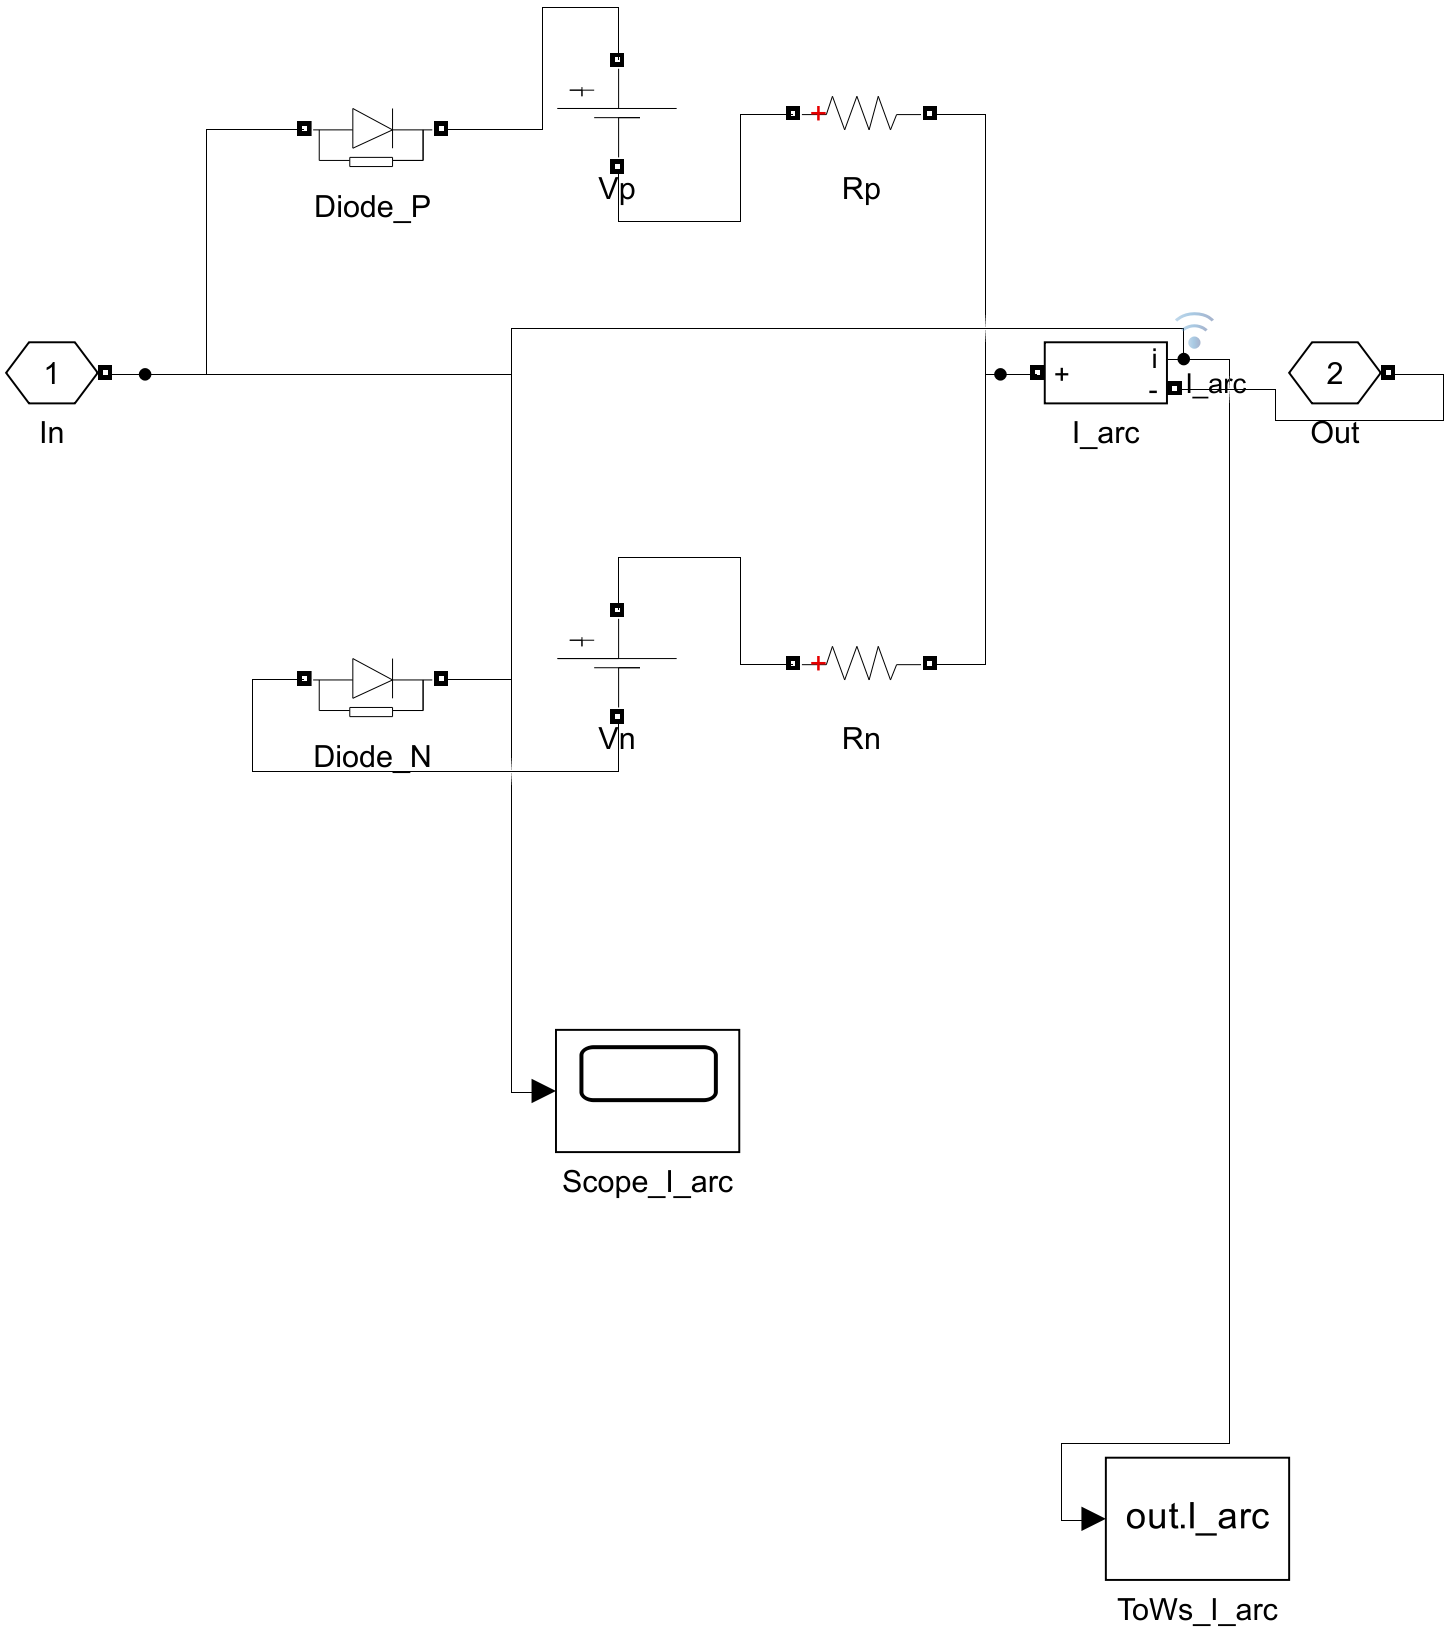 Vp
Diode_P
+
Rp
1
In
+
i
-
I_arc
I_arc
2
Out
Vn
Diode_N
+
Rn
Scope_I_arc
out.I_arc
ToWs_I_arc